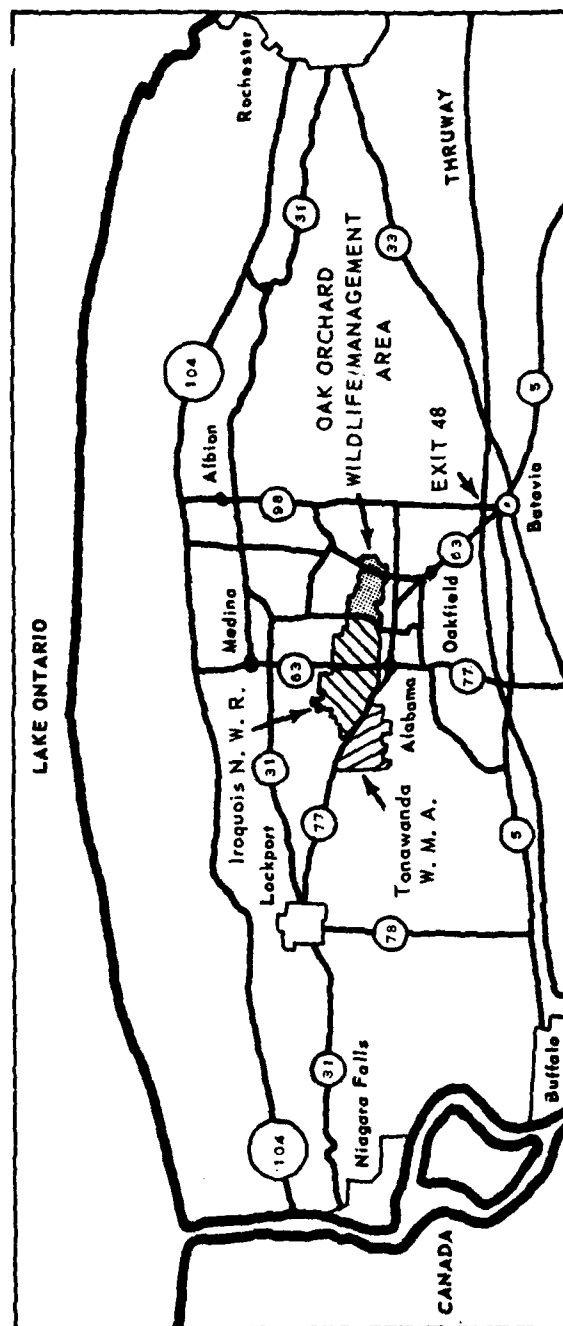 LAKE ONTARIO
Rochester
104
31
Albion
Medina
98
63
33
OAK ORCHARD
WILDLIFE/MANAGEMENT
AREA
Iroquois N. W. R.
31
Lockport
77
104
31
Niagara Falls
78
Tonawanda
W. M. A.
Alabama
Oakfield
63
77
EXIT 48
THRUWAY
Batavia
5
5
Buffalo
CANADA